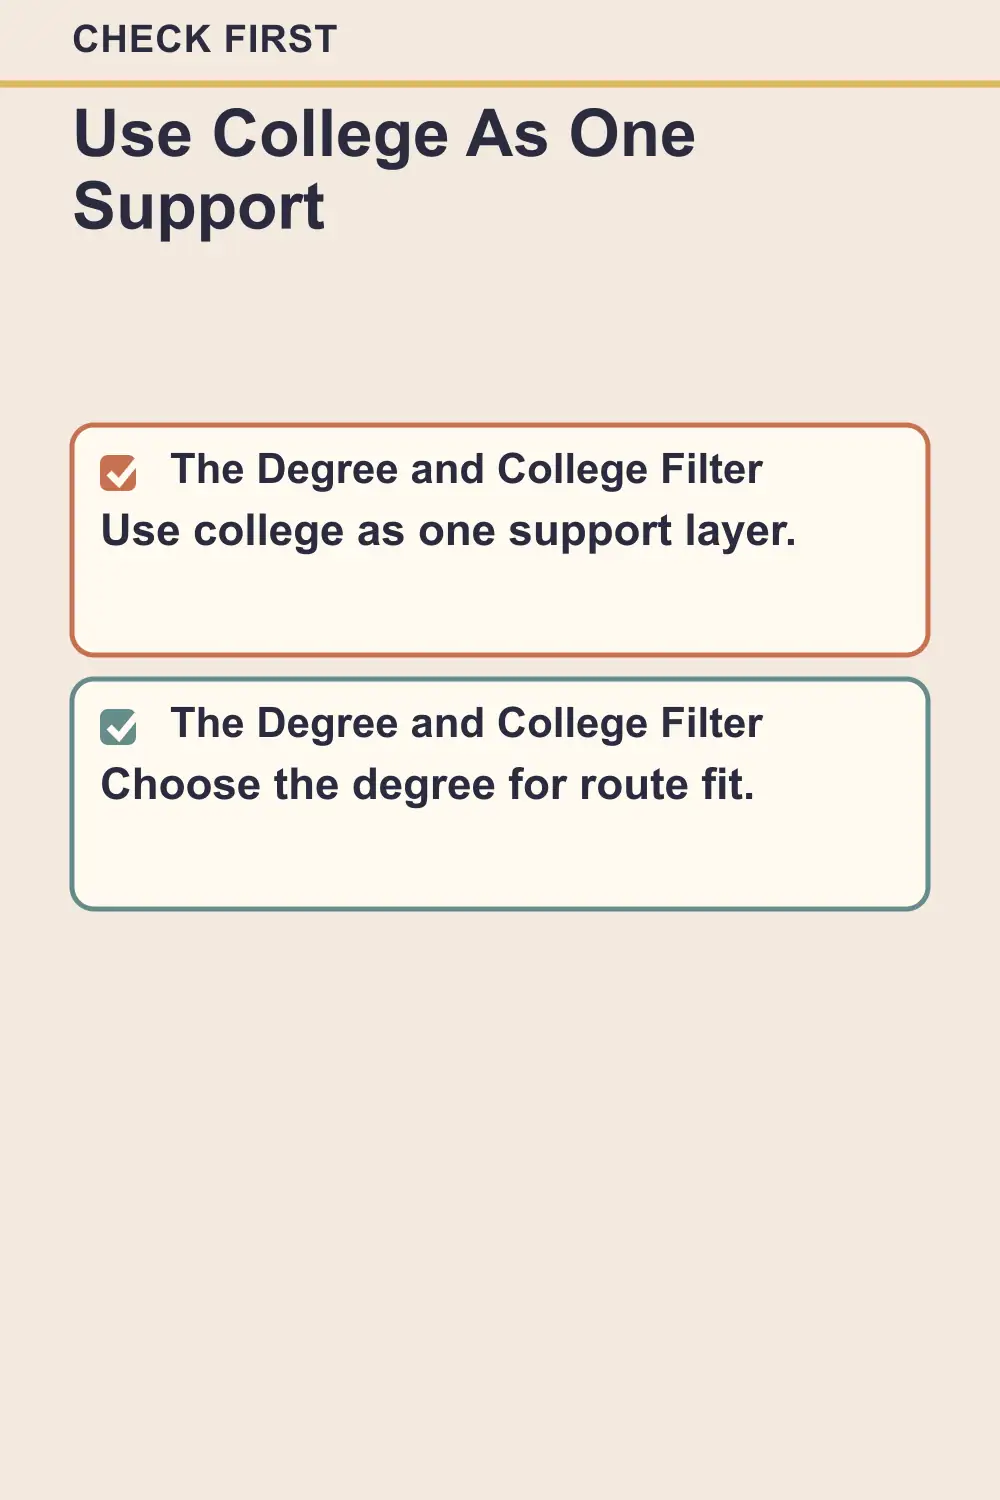 CHECK FIRST
Use College As One
Support
The Degree and College Filter
Use college as one support layer.
The Degree and College Filter
Choose the degree for route fit.